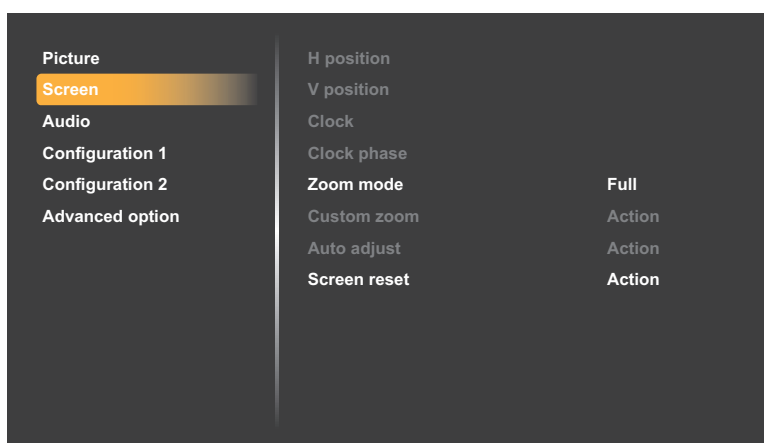 Picture
Screen
Audio
Configuration 1
Configuration 2
Advanced option
H position
V position
Clock
Clock phase
Zoom mode Full
Custom zoom Action
Auto adjust Action
Screen reset Action